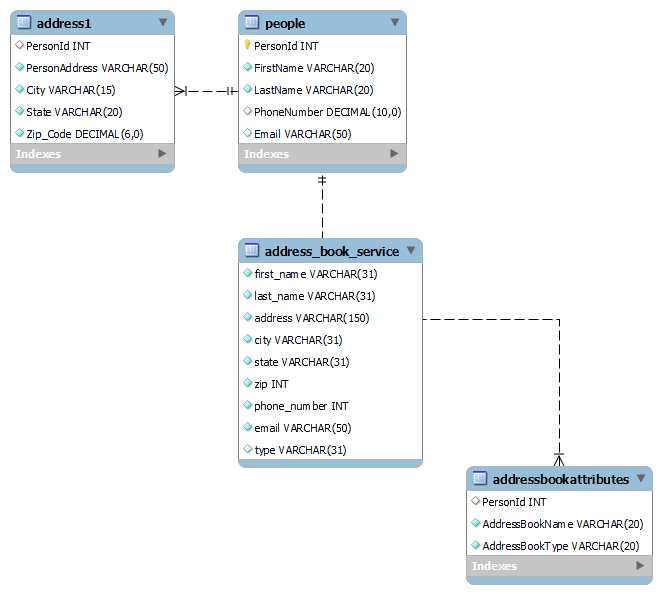 address1
PersonId INT
PersonAddress VARCHAR(50)
City VARCHAR(15)
State VARCHAR(20)
Zip_Code DECIMAL(6,0)
Indexes
people
PersonId INT
FirstName VARCHAR(20)
LastName VARCHAR(20)
PhoneNumber DECIMAL(10,0)
Email VARCHAR(50)
Indexes
address_book_service
first_name VARCHAR(31)
last_name VARCHAR(31)
address VARCHAR(150)
city VARCHAR(31)
state VARCHAR(31)
zip INT
phone_number INT
email VARCHAR(50)
type VARCHAR(31)
addressbookattributes
PersonId INT
AddressBookName VARCHAR(20)
AddressBookType VARCHAR(20)
Indexes